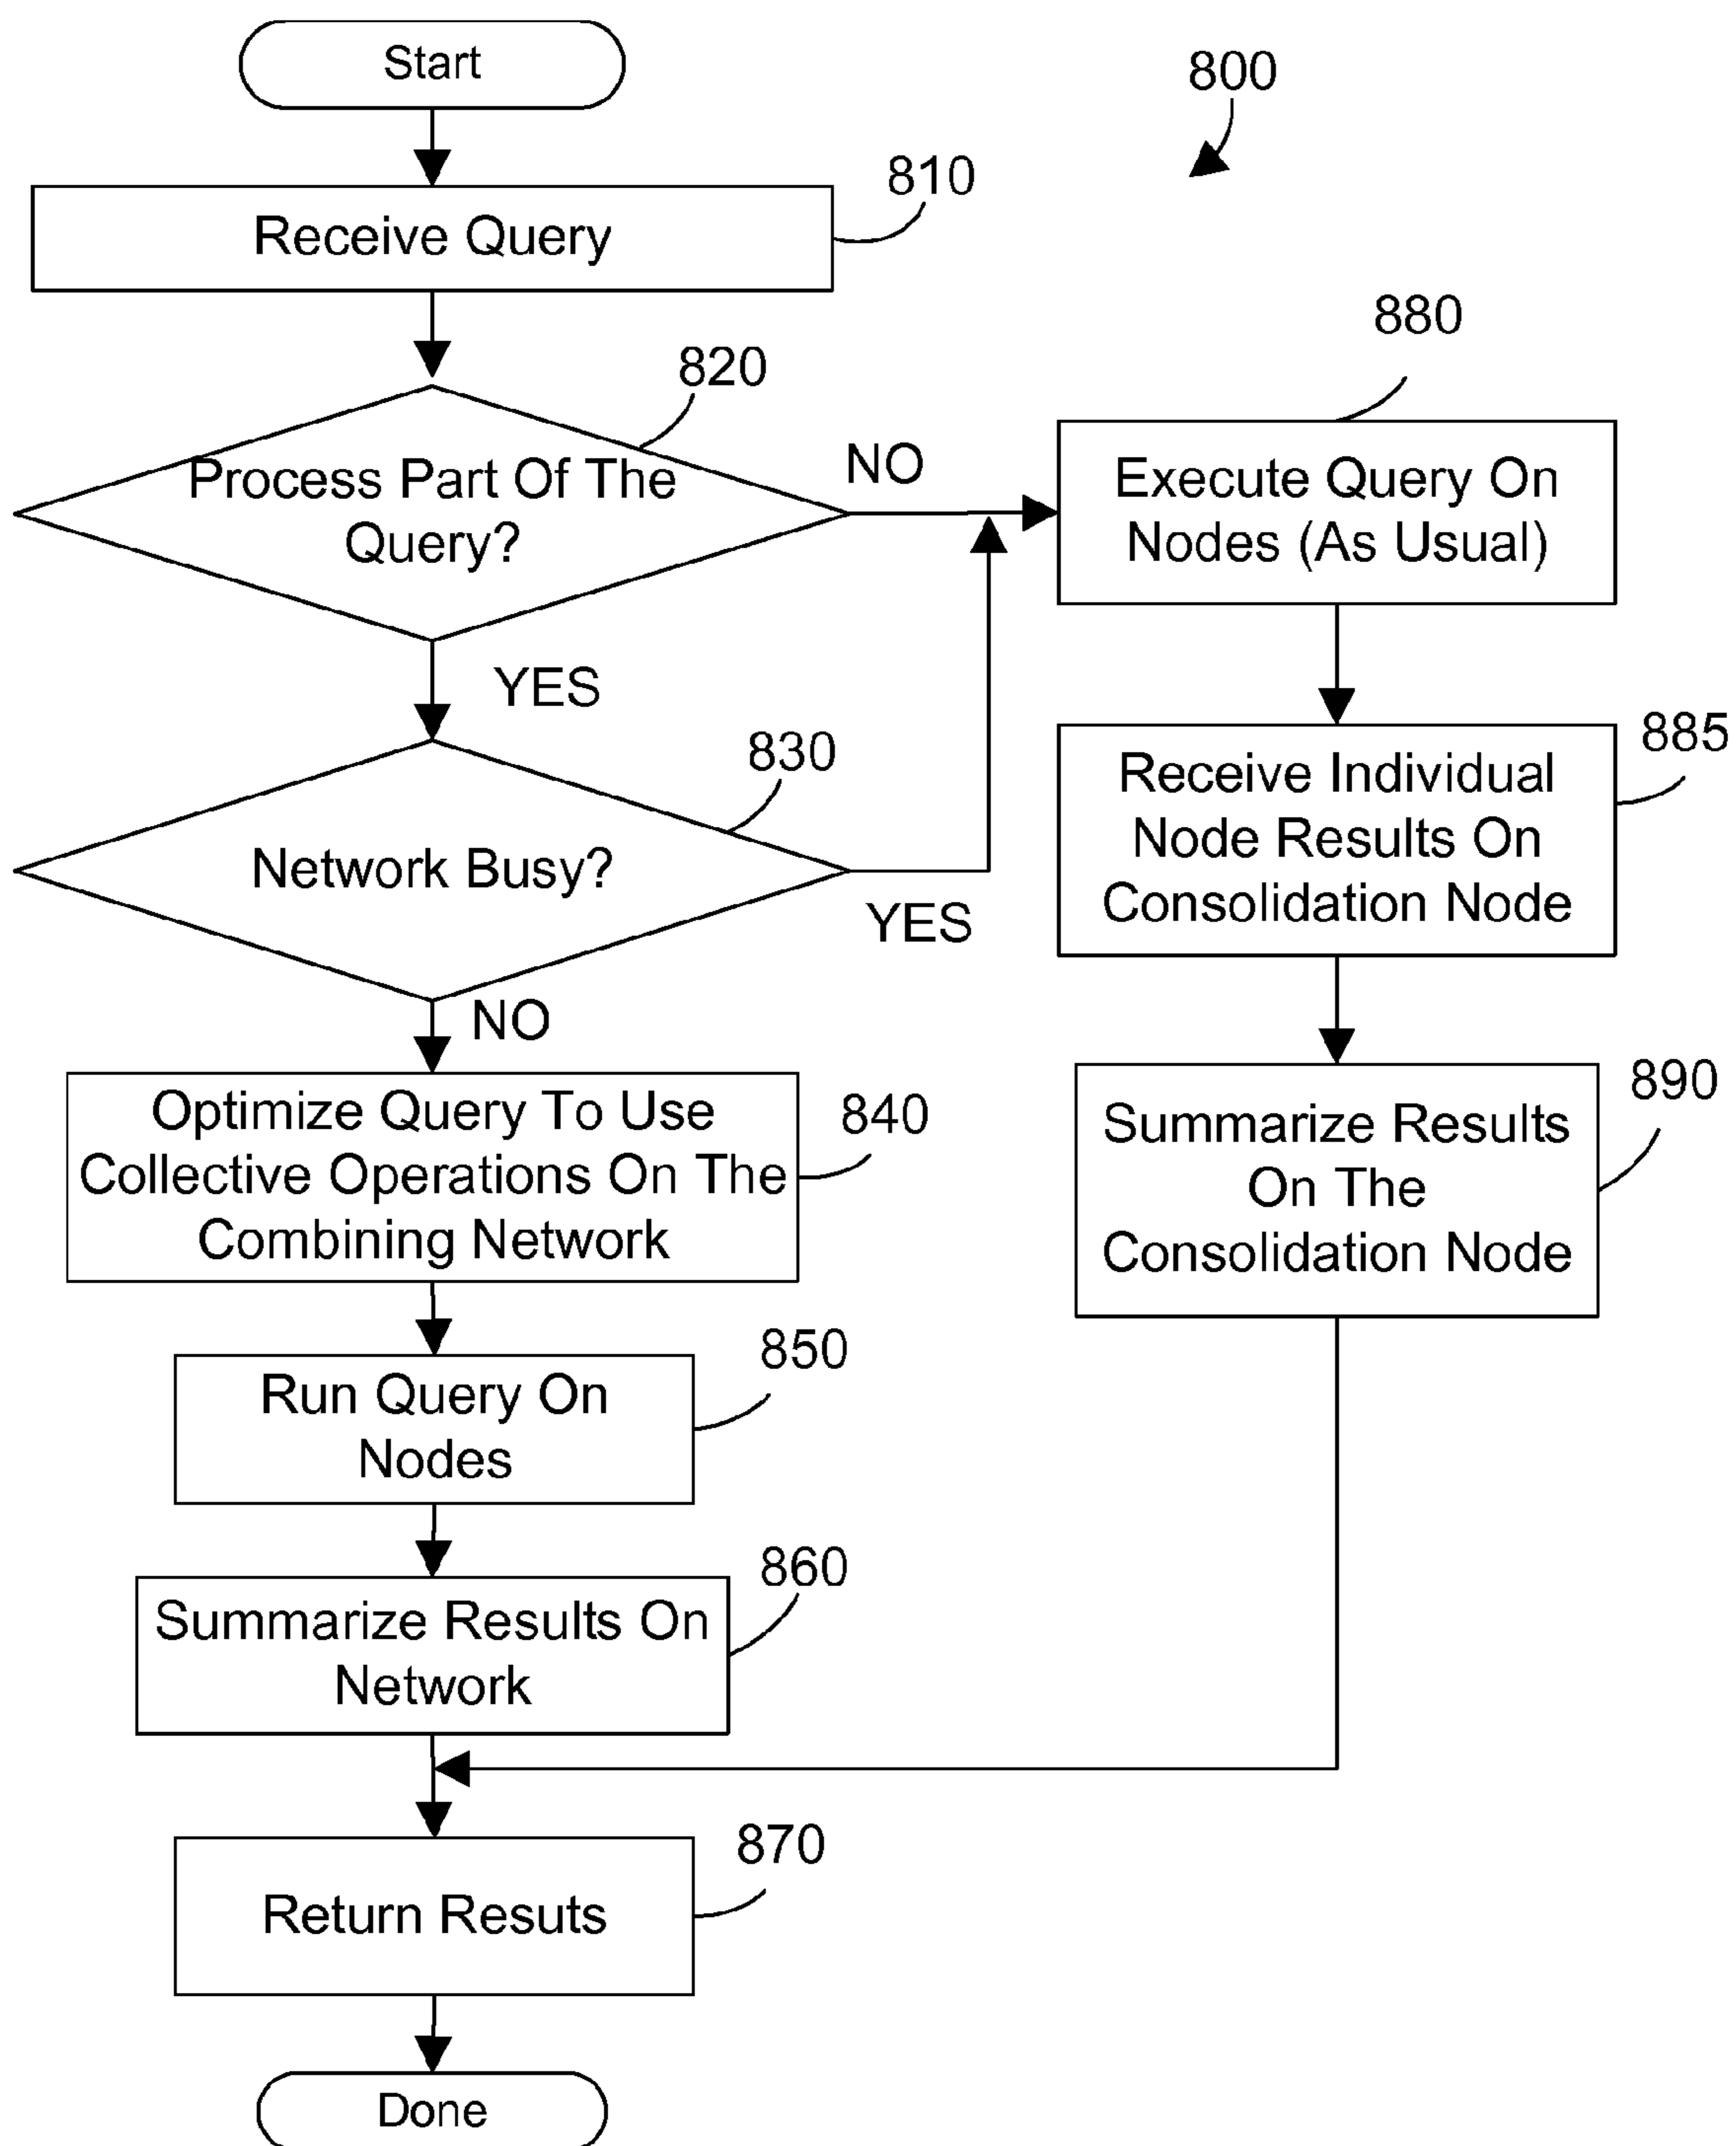 Start
800
810
Receive Query
820
Process Part Of The
Query?
NO
YES
880
Execute Query On
Nodes (As Usual)
830
Network Busy?
YES
NO
885
Receive Individual
Node Results On
Consolidation Node
840
Optimize Query To Use
Collective Operations On The
Combining Network
890
Summarize Results
On The
Consolidation Node
850
Run Query On
Nodes
860
Summarize Results On
Network
870
Return Resuts
Done